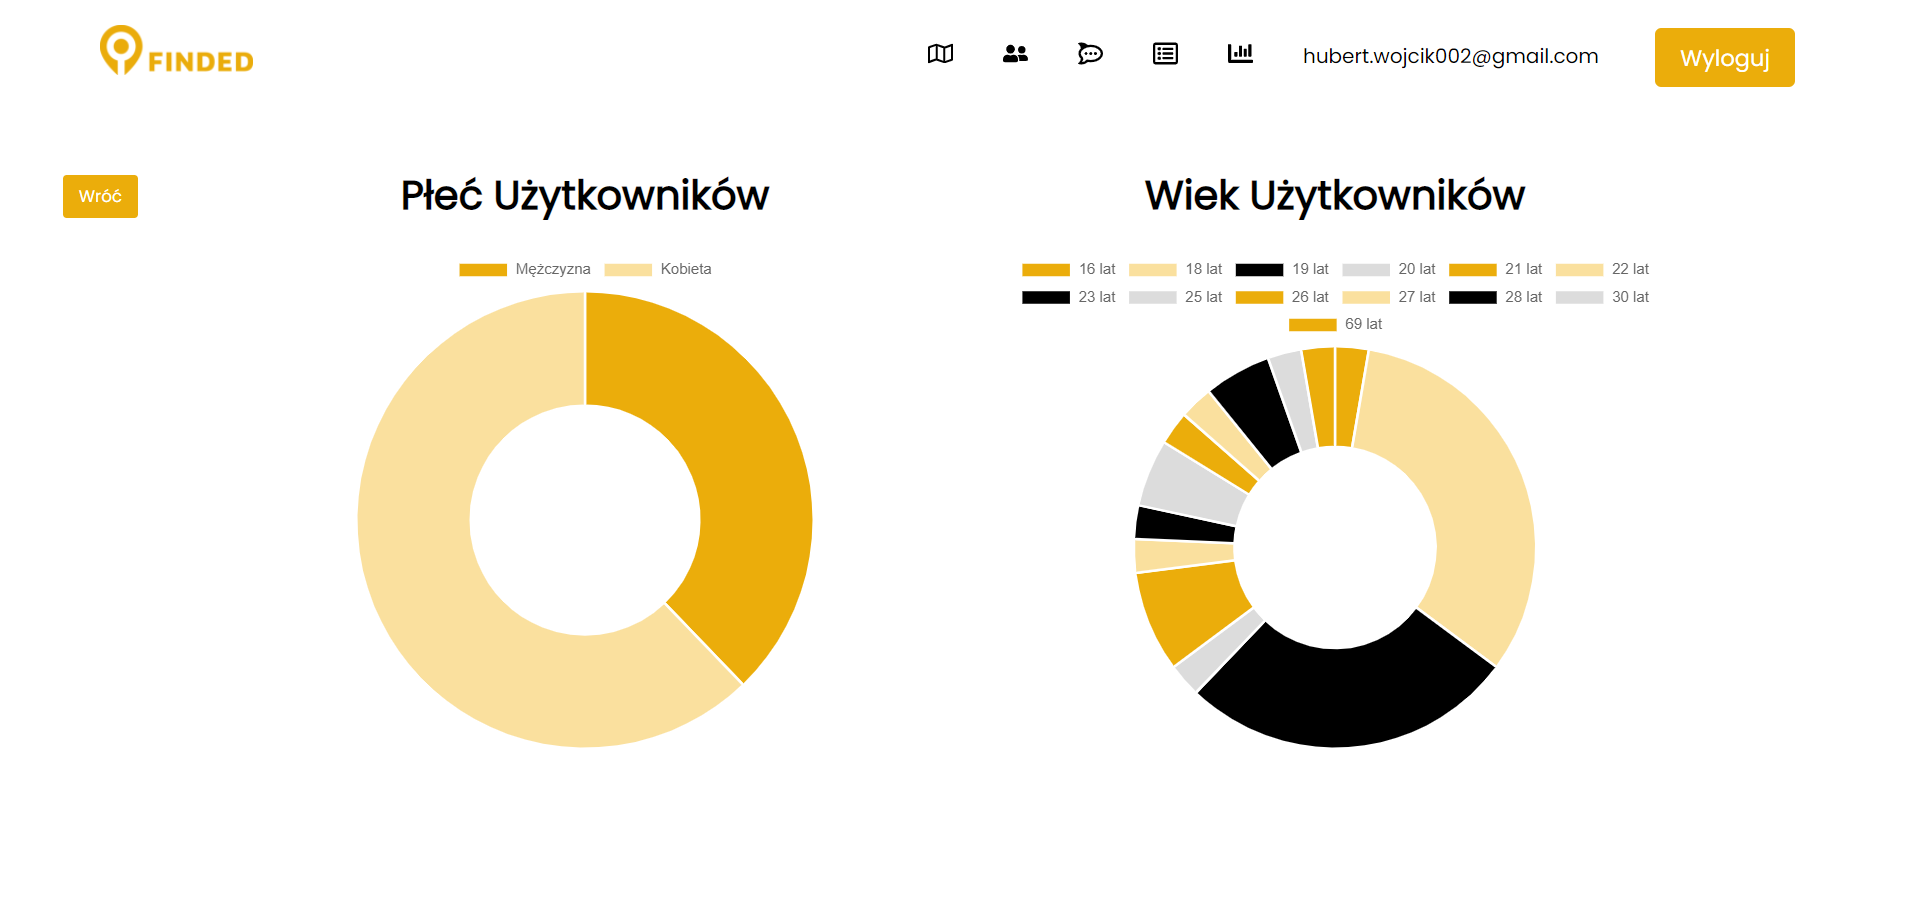 FINDED
hubert.wojcik002@gmail.com
Wyloguj
Wróć
Płeć Użytkowników
Mężczyzna Kobieta
Wiek Użytkowników
16 lat 18 lat 19 lat 20 lat 21 lat 22 lat
23 lat 25 lat 26 lat 27 lat 28 lat 30 lat
69 lat